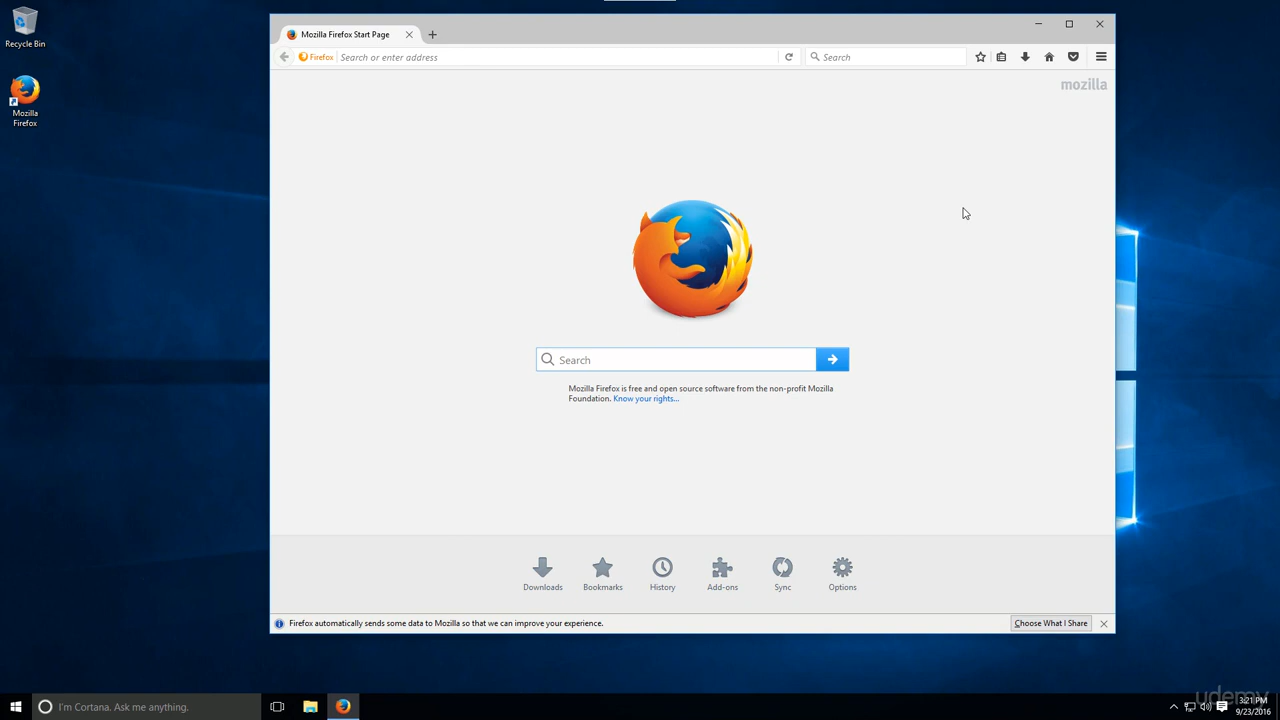 Recycle Bin
Mozilla
Firefox
Mozilla Firefox Start Page
Firefox
Search or enter address
Search
mozilla
Search
Mozilla Firefox is free and open source software from the non-profit Mozilla
Foundation. Know your rights...
Downloads
Bookmarks
History
Add-ons
Sync
Options
Firefox automatically sends some data to Mozilla so that we can improve your experience.
Choose What I Share
I'm Cortana. Ask me anything.
udemy
3:21 PM
9/23/2016